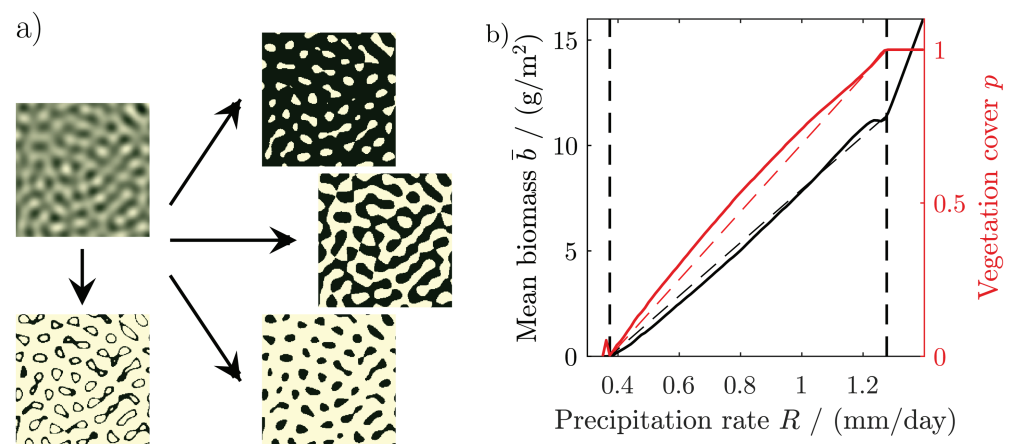 a)
b)
Mean biomass b̄ / (g/m²)
15
10
5
0
0.4
0.6
0.8
1
1.2
Precipitation rate R / (mm/day)
1
0.5
0
Vegetation cover p